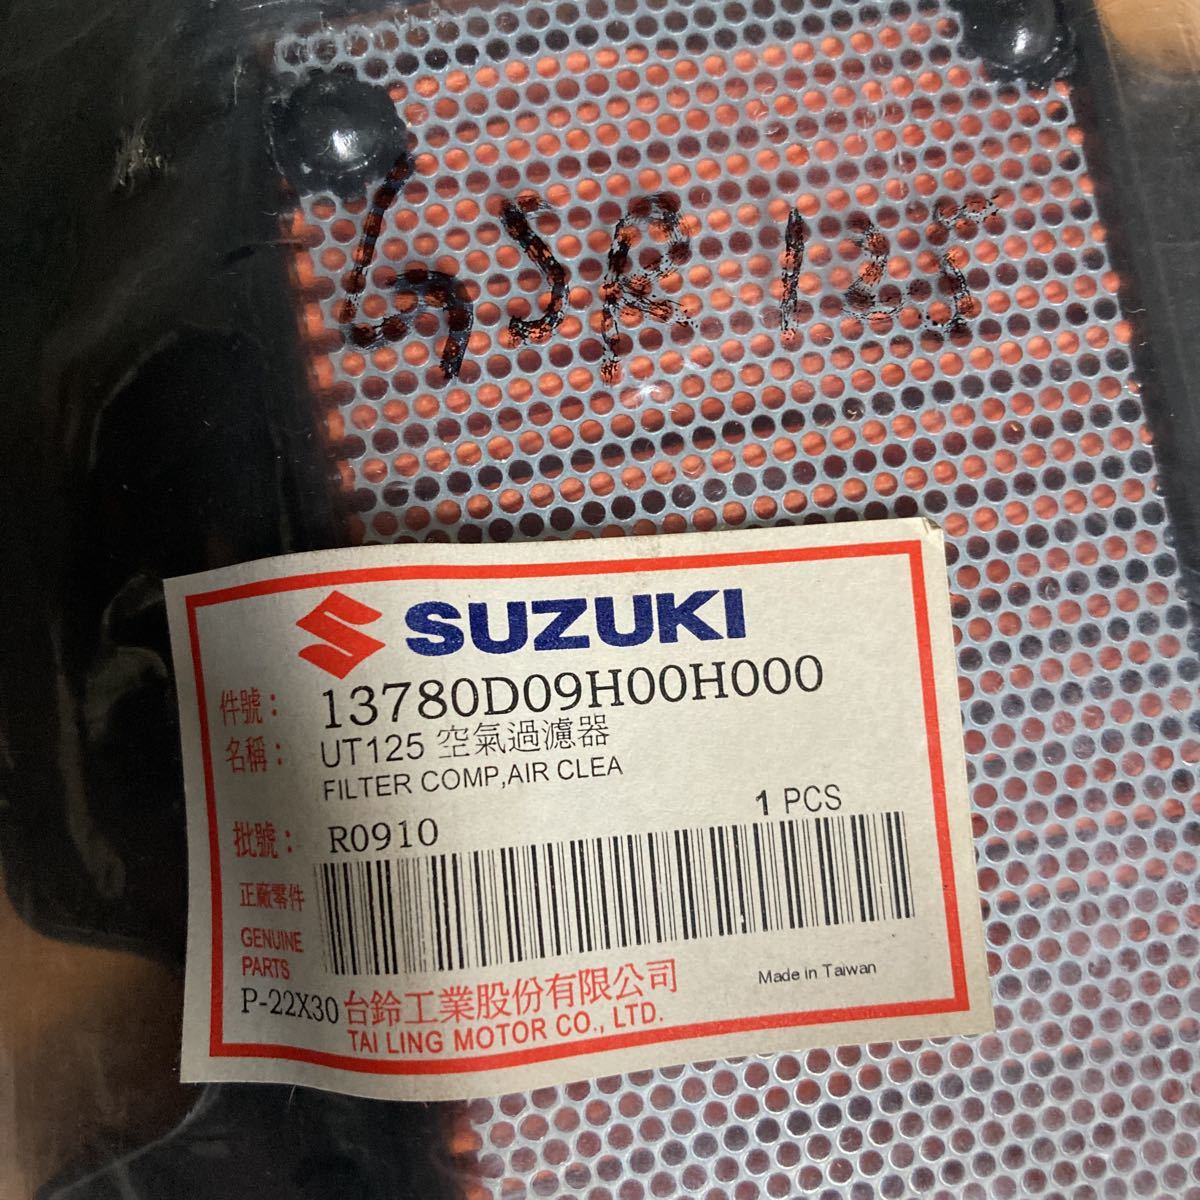 GSR 125
SUZUKI
件號： 13780D09H00H000
名稱： UT125 空氣過濾器
FILTER COMP,AIR CLEA
1 PCS
批號： R0910
正廠零件
GENUINE
PARTS
Made in Taiwan
P-22X30 台鈴工業股份有限公司
TAI LING MOTOR CO., LTD.